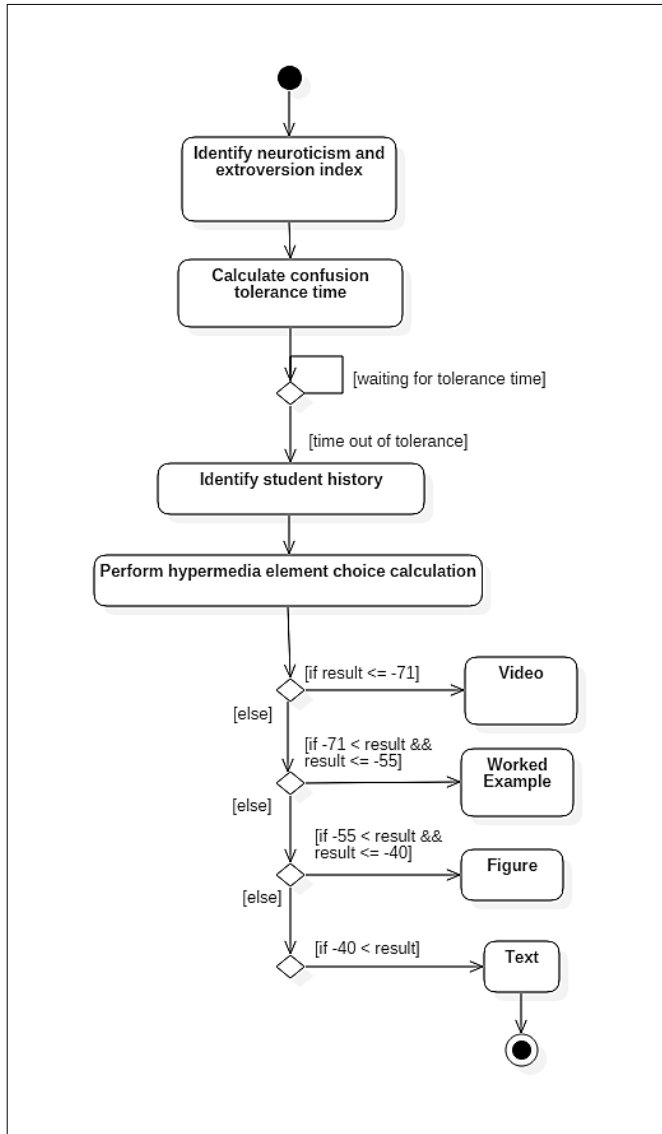 Identify neuroticism and
extroversion index
Calculate confusion
tolerance time
[waiting for tolerance time]
[time out of tolerance]
Identify student history
Perform hypermedia element choice calculation
[if result <= -71]
Video
[else]
[if -71 < result &&
result <= -55]
Worked
Example
[else]
[if -55 < result &&
result <= -40]
Figure
[else]
[if -40 < result]
Text